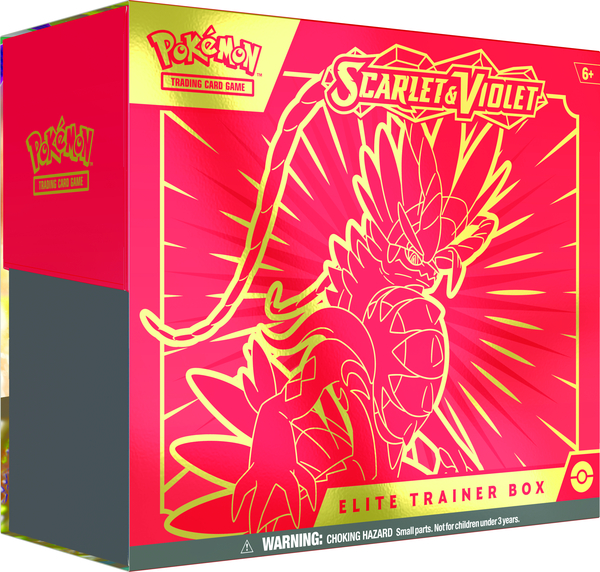 POKéMON
TRADING CARD GAME
TM
SCARLET & VIOLET
6+
POKéMON
TRADING CARD GAME
ELITE TRAINER BOX
WARNING: CHOKING HAZARD Small parts. Not for children under 3 years.